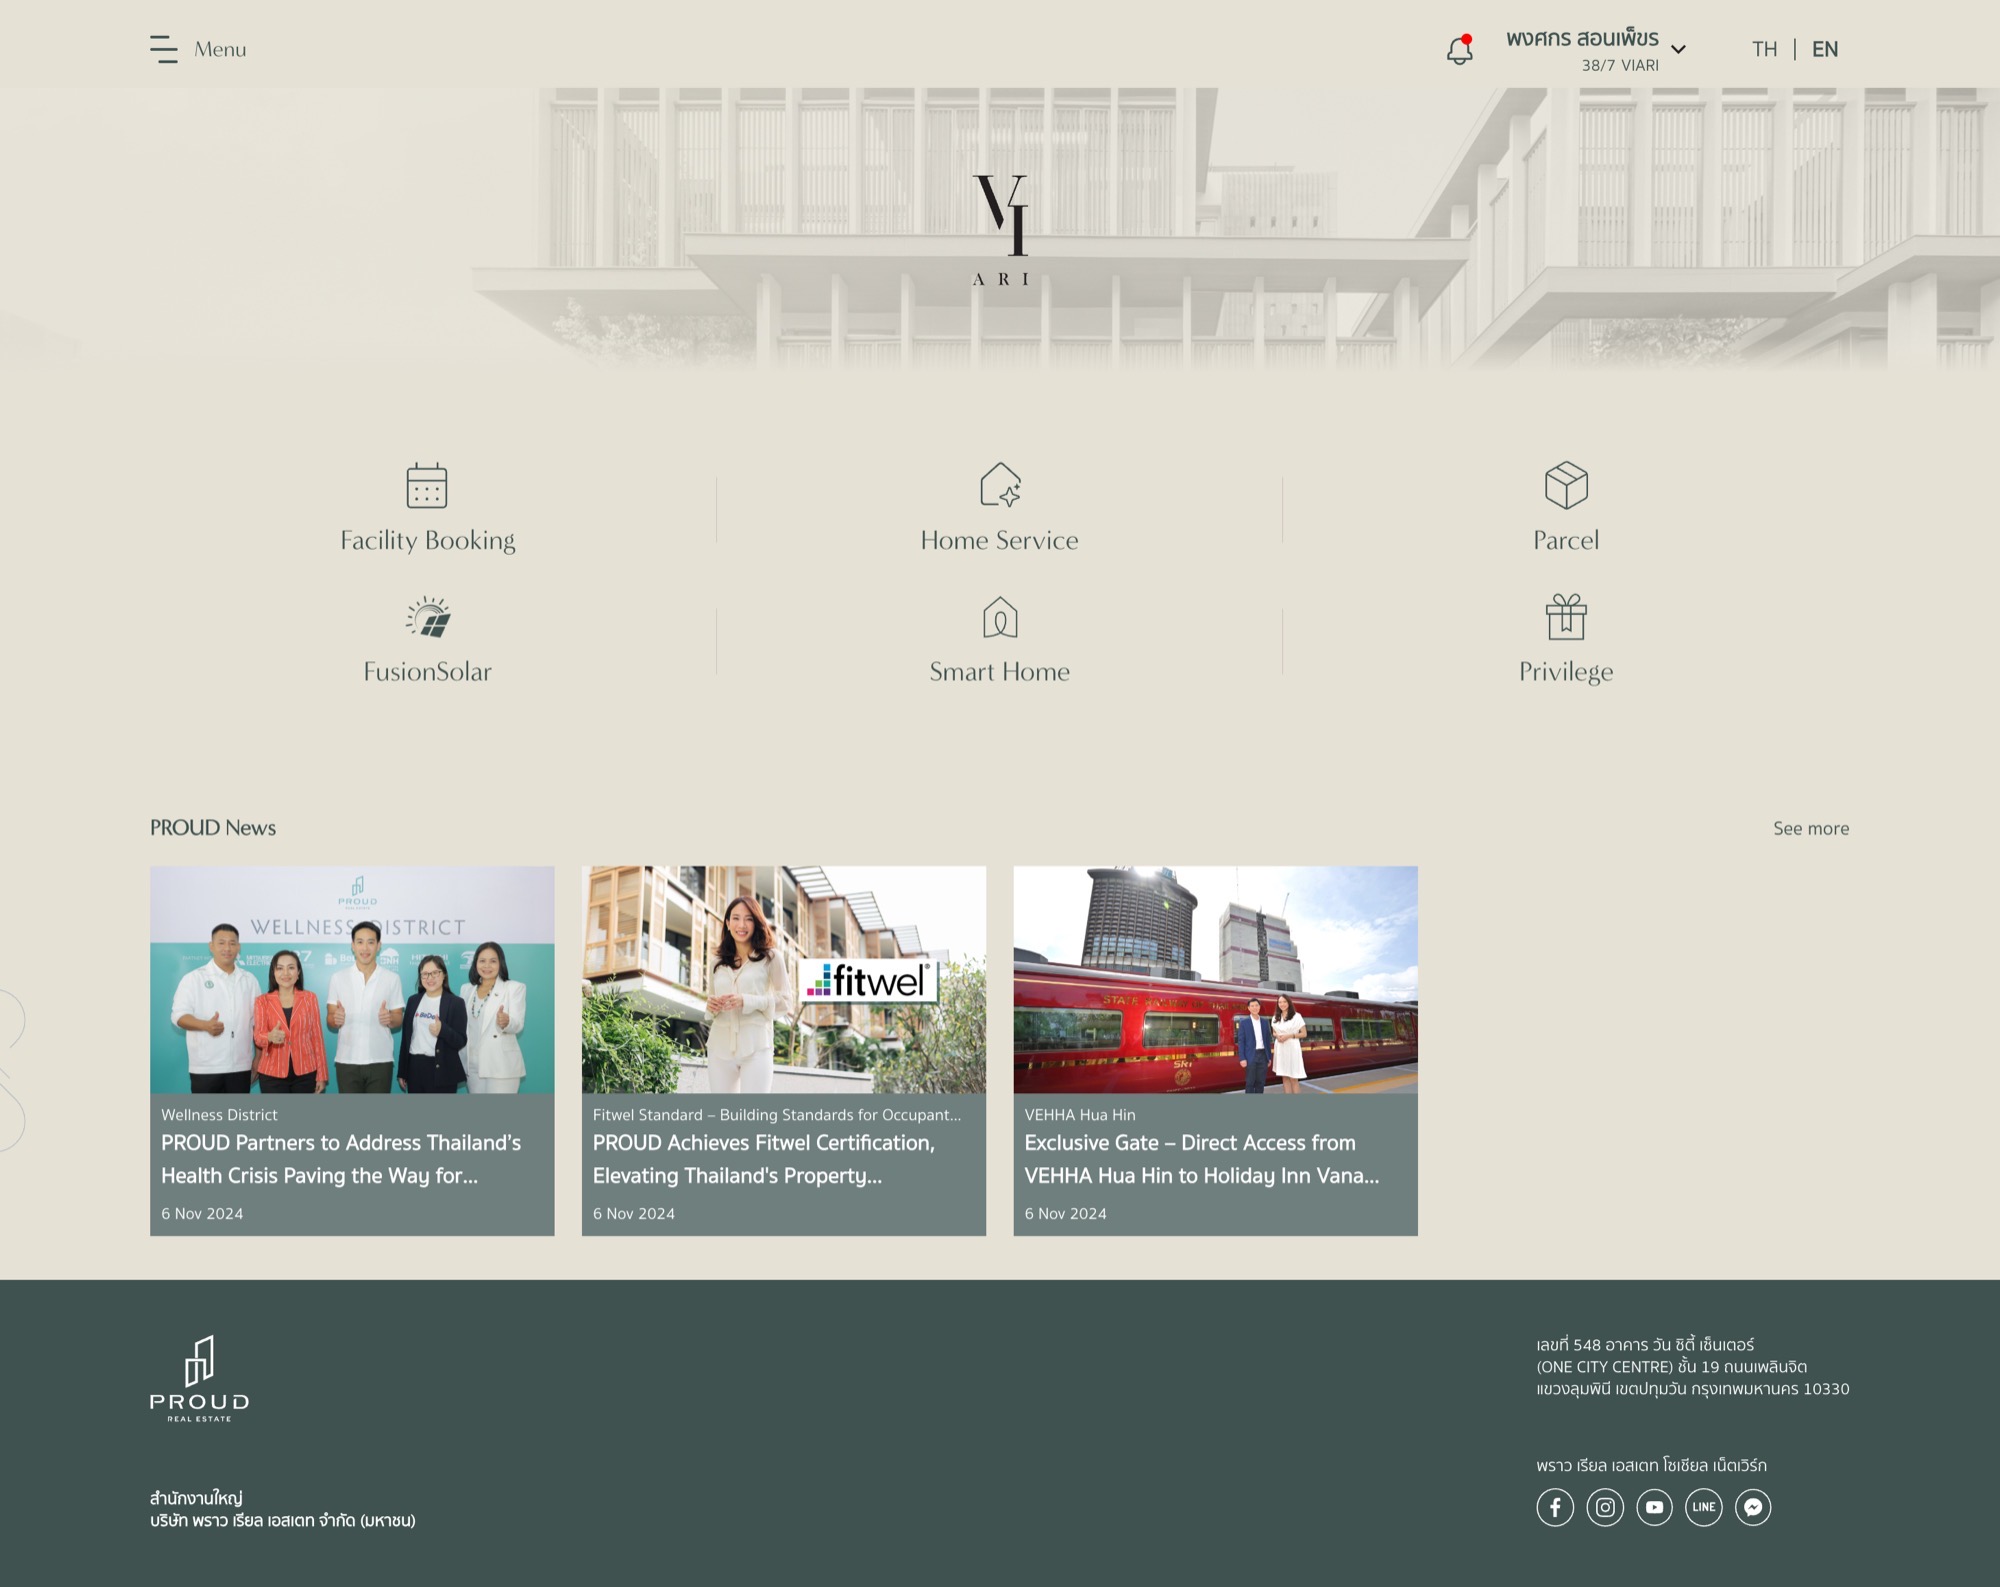 Menu
พงศกร สอนเพ็ชร
38/7 VIARI
TH | EN
VI
ARI
Facility Booking
Home Service
Parcel
FusionSolar
Smart Home
Privilege
PROUD News
See more
PROUD
WELLNESS DISTRICT
fitwel
SRT
Wellness District
PROUD Partners to Address Thailand’s
Health Crisis Paving the Way for...
6 Nov 2024
Fitwel Standard – Building Standards for Occupant...
PROUD Achieves Fitwel Certification,
Elevating Thailand's Property...
6 Nov 2024
VEHHA Hua Hin
Exclusive Gate – Direct Access from
VEHHA Hua Hin to Holiday Inn Vana...
6 Nov 2024
PROUD
REAL ESTATE
สำนักงานใหญ่
บริษัท พราว เรียล เอสเตท จำกัด (มหาชน)
เลขที่ 548 อาคาร วัน ซิตี้ เซ็นเตอร์
(ONE CITY CENTRE) ชั้น 19 ถนนเพลินจิต
แขวงลุมพินี เขตปทุมวัน กรุงเทพมหานคร 10330
พราว เรียล เอสเตท โซเชียล เน็ตเวิร์ก
LINE